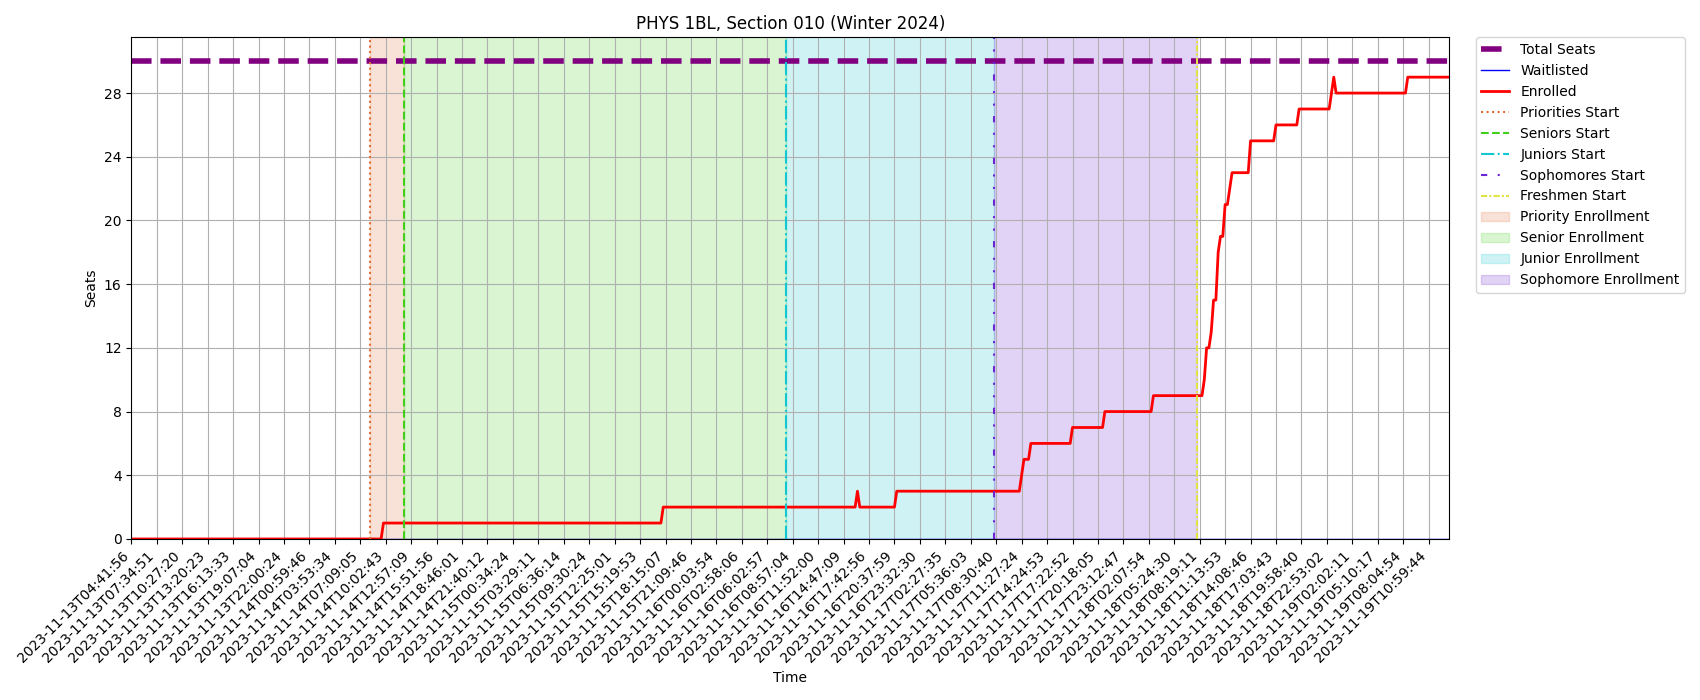 PHYS 1BL, Section 010 (Winter 2024)
Total Seats
Waitlisted
Enrolled
Priorities Start
Seniors Start
Juniors Start
Sophomores Start
Freshmen Start
Priority Enrollment
Senior Enrollment
Junior Enrollment
Sophomore Enrollment
Seats
28
24
20
16
12
8
4
0
2023-11-13T04:41:56
2023-11-13T07:34:51
2023-11-13T10:27:20
2023-11-13T13:20:23
2023-11-13T16:13:33
2023-11-13T19:07:04
2023-11-13T22:00:24
2023-11-14T00:59:46
2023-11-14T03:53:34
2023-11-14T07:09:05
2023-11-14T10:02:43
2023-11-14T12:57:09
2023-11-14T15:51:56
2023-11-14T18:46:01
2023-11-14T21:40:12
2023-11-15T00:34:24
2023-11-15T03:29:11
2023-11-15T06:36:14
2023-11-15T09:30:24
2023-11-15T12:25:01
2023-11-15T15:19:53
2023-11-15T18:15:07
2023-11-15T21:09:46
2023-11-16T00:03:54
2023-11-16T02:58:06
2023-11-16T06:02:57
2023-11-16T08:57:04
2023-11-16T11:52:00
2023-11-16T14:47:09
2023-11-16T17:42:56
2023-11-16T20:37:59
2023-11-16T23:32:30
2023-11-17T02:27:35
2023-11-17T05:36:03
2023-11-17T08:30:40
2023-11-17T11:27:24
2023-11-17T14:24:53
2023-11-17T17:22:52
2023-11-17T20:18:05
2023-11-17T23:12:47
2023-11-18T02:07:54
2023-11-18T05:24:30
2023-11-18T08:19:11
2023-11-18T11:13:53
2023-11-18T14:08:46
2023-11-18T17:03:43
2023-11-18T19:58:40
2023-11-18T22:53:02
2023-11-19T02:02:11
2023-11-19T05:10:17
2023-11-19T08:04:54
2023-11-19T10:59:44
Time